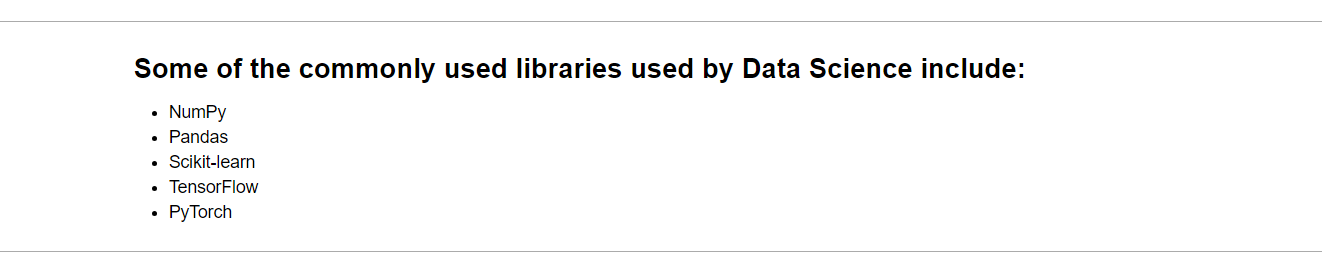 Some of the commonly used libraries used by Data Science include:
• NumPy
• Pandas
• Scikit-learn
• TensorFlow
• PyTorch